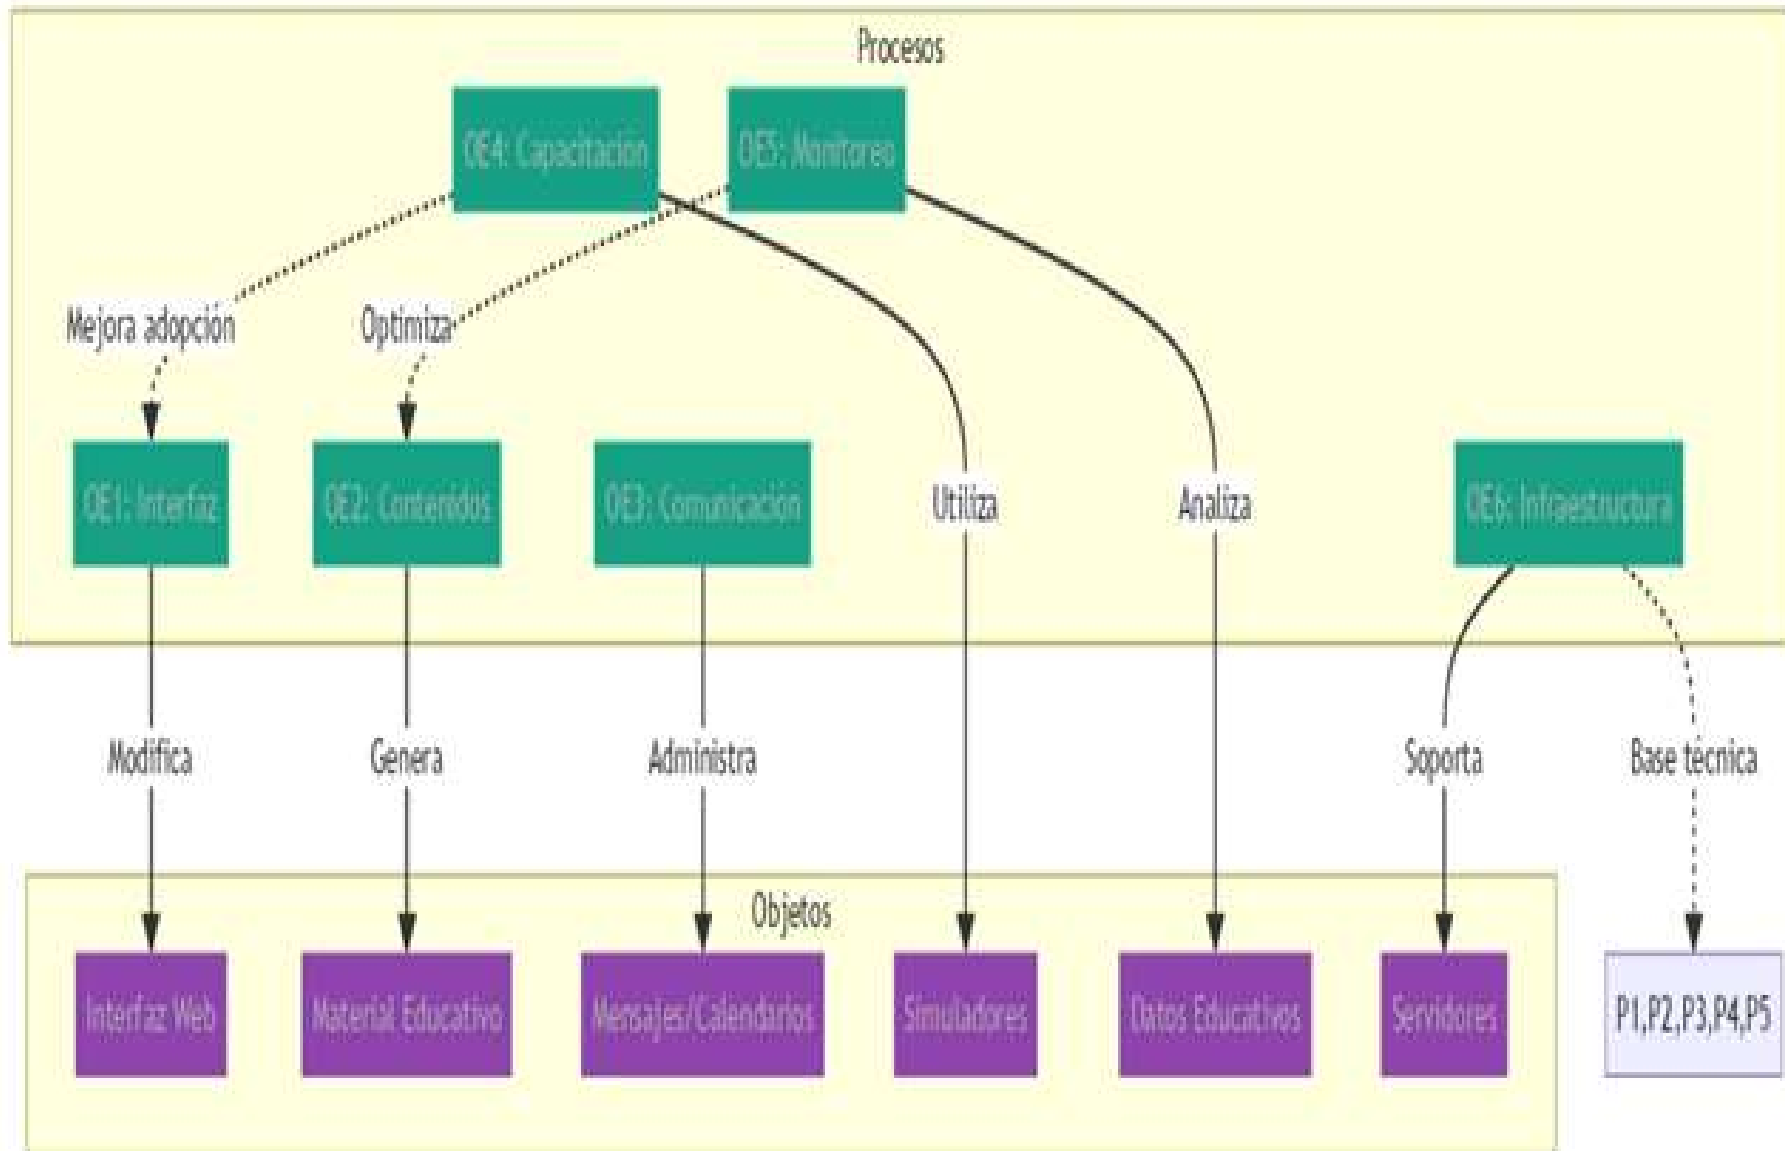 Procesos
OE4: Capacitación
OE5: Monitoreo
Mejora adopción
Optimiza
OE1: Interfaz
OE2: Contenidos
OE3: Comunicación
Utiliza
Analiza
OE6: Infraestructura
Modifica
Genera
Administra
Soporta
Base técnica
Objetos
Interfaz Web
Material Educativo
Mensajes/Calendarios
Simuladores
Datos Educativos
Servidores
P1,P2,P3,P4,P5